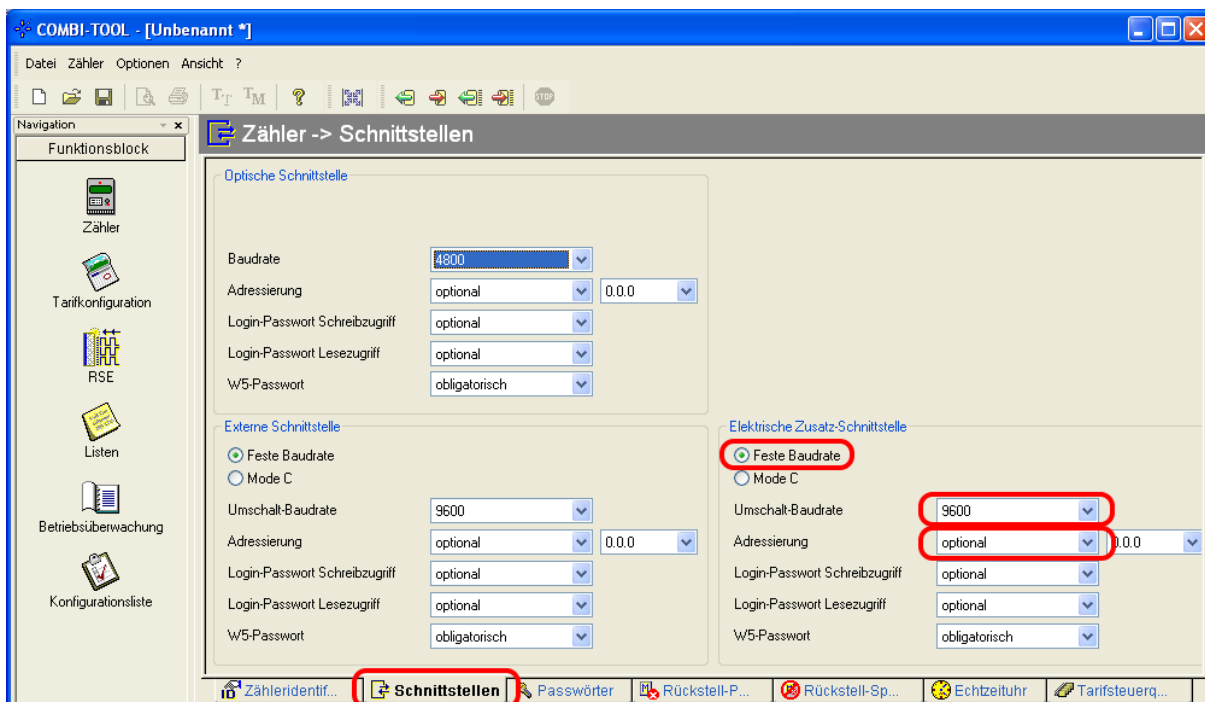 COMBI-TOOL - [Unbenannt *]
Datei Zähler Optionen Ansicht ?
TT TM ? STOP
Navigation
Funktionsblock
Zähler
Tarifkonfiguration
RSE
Listen
Betriebsüberwachung
Konfigurationsliste
Zähler -> Schnittstellen
Optische Schnittstelle
Baudrate 4800
Adressierung optional 0.0.0
Login-Passwort Schreibzugriff optional
Login-Passwort Lesezugriff optional
W5-Passwort obligatorisch
Externe Schnittstelle
Feste Baudrate
Mode C
Umschalt-Baudrate 9600
Adressierung optional 0.0.0
Login-Passwort Schreibzugriff optional
Login-Passwort Lesezugriff optional
W5-Passwort obligatorisch
Elektrische Zusatz-Schnittstelle
Feste Baudrate
Mode C
Umschalt-Baudrate 9600
Adressierung optional 0.0.0
Login-Passwort Schreibzugriff optional
Login-Passwort Lesezugriff optional
W5-Passwort obligatorisch
ID Zähleridentif... Schnittstellen Passwörter Rückstell-P... Rückstell-Sp... Echtzeituhr Tarifsteuerq...